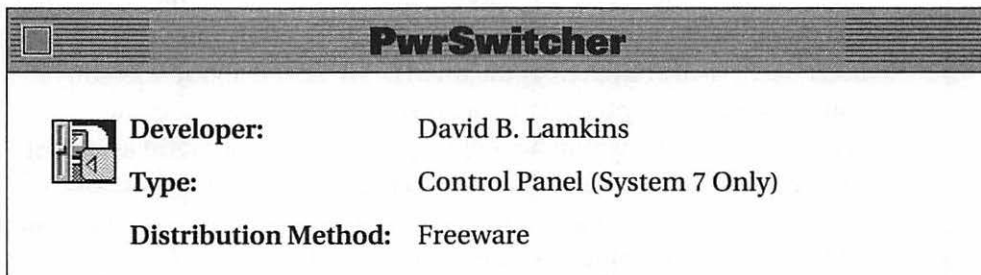 PwrSwitcher
Developer: David B. Lamkins
Type: Control Panel (System 7 Only)
Distribution Method: Freeware